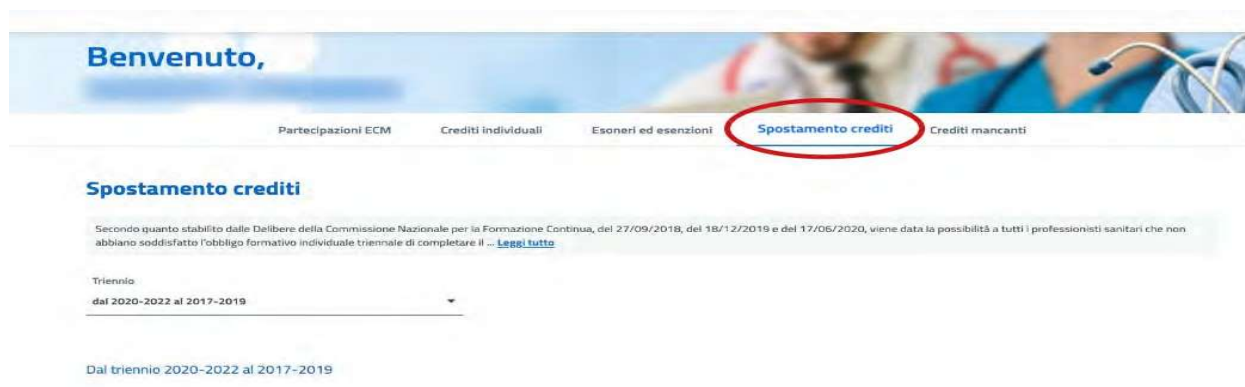 Benvenuto,
Partecipazioni ECM Crediti individuali Esoneri ed esenzioni Spostamento crediti Crediti mancanti
Spostamento crediti
Secondo quanto stabilito dalle Delibere della Commissione Nazionale per la Formazione Continua, del 27/09/2018, del 18/12/2019 e del 17/06/2020, viene data la possibilità a tutti i professionisti sanitari che non
abbiano soddisfatto l'obbligo formativo individuale triennale di completare il ... Leggi tutto
Triennio
dal 2020-2022 al 2017-2019
Dal triennio 2020-2022 al 2017-2019